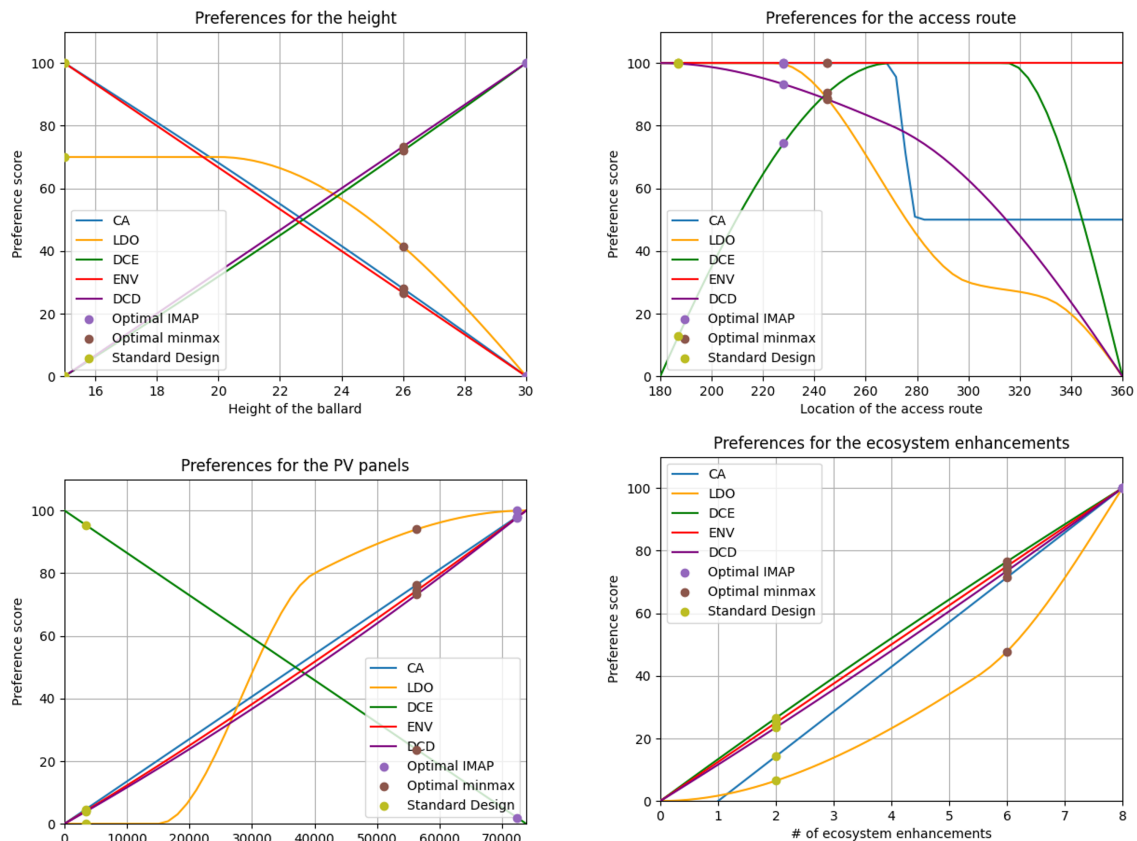 Preferences for the height
Preference score
100
80
60
40
20
0
CA
LDO
DCE
ENV
DCD
Optimal IMAP
Optimal minmax
Standard Design
16 18 20 22 24 26 28 30
Height of the ballard
Preferences for the access route
Preference score
100
80
60
40
20
0
CA
LDO
DCE
ENV
DCD
Optimal IMAP
Optimal minmax
Standard Design
180 200 220 240 260 280 300 320 340 360
Location of the access route
Preferences for the PV panels
Preference score
100
80
60
40
20
0
CA
LDO
DCE
ENV
DCD
Optimal IMAP
Optimal minmax
Standard Design
0 10000 20000 30000 40000 50000 60000 70000
Preferences for the ecosystem enhancements
Preference score
100
80
60
40
20
0
CA
LDO
DCE
ENV
DCD
Optimal IMAP
Optimal minmax
Standard Design
0 1 2 3 4 5 6 7 8
# of ecosystem enhancements